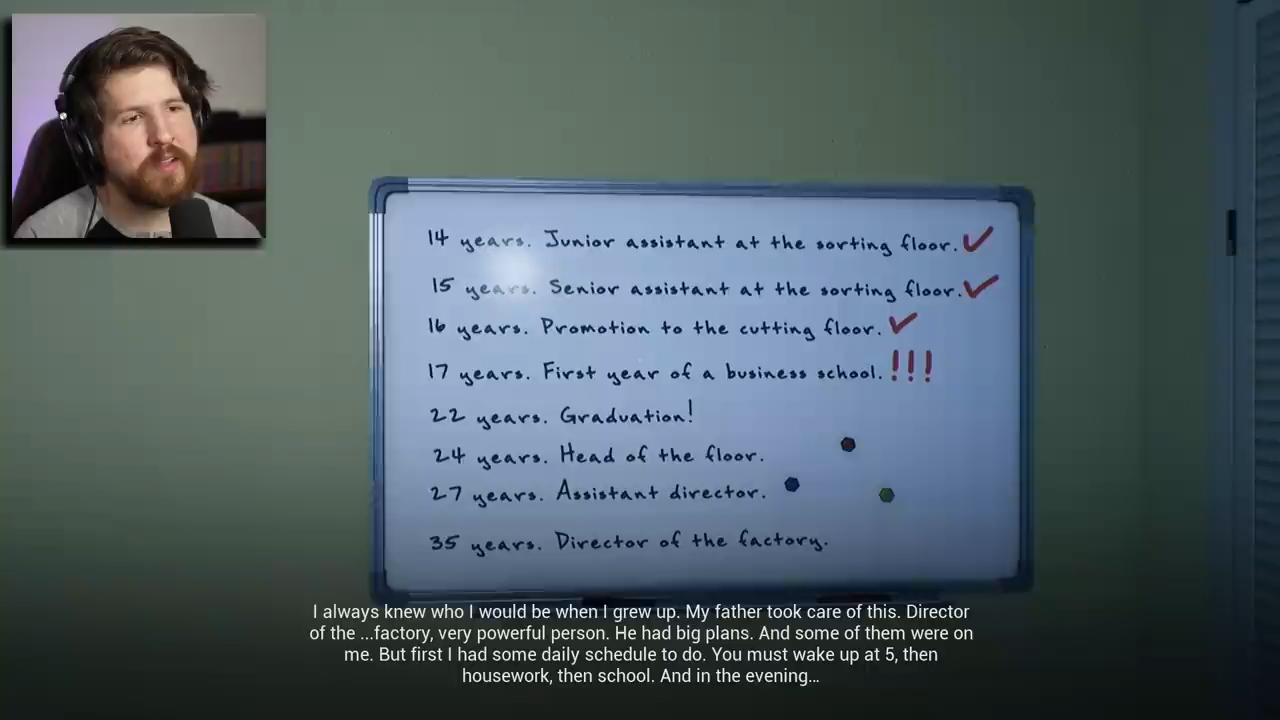 14 years. Junior assistant at the sorting floor.
15 years. Senior assistant at the sorting floor.
16 years. Promotion to the cutting floor.
17 years. First year of a business school. !!!
22 years. Graduation!
24 years. Head of the floor.
27 years. Assistant director.
35 years. Director of the factory.
I always knew who I would be when I grew up. My father took care of this. Director
of the ...factory, very powerful person. He had big plans. And some of them were on
me. But first I had some daily schedule to do. You must wake up at 5, then
housework, then school. And in the evening...